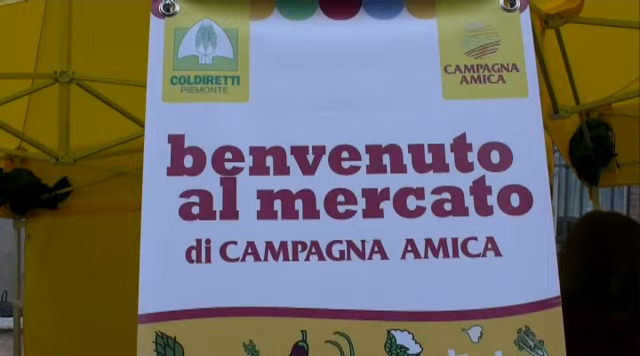 COLDIRETTI
PIEMONTE
CAMPAGNA
AMICA
benvenuto
al mercato
di CAMPAGNA AMICA